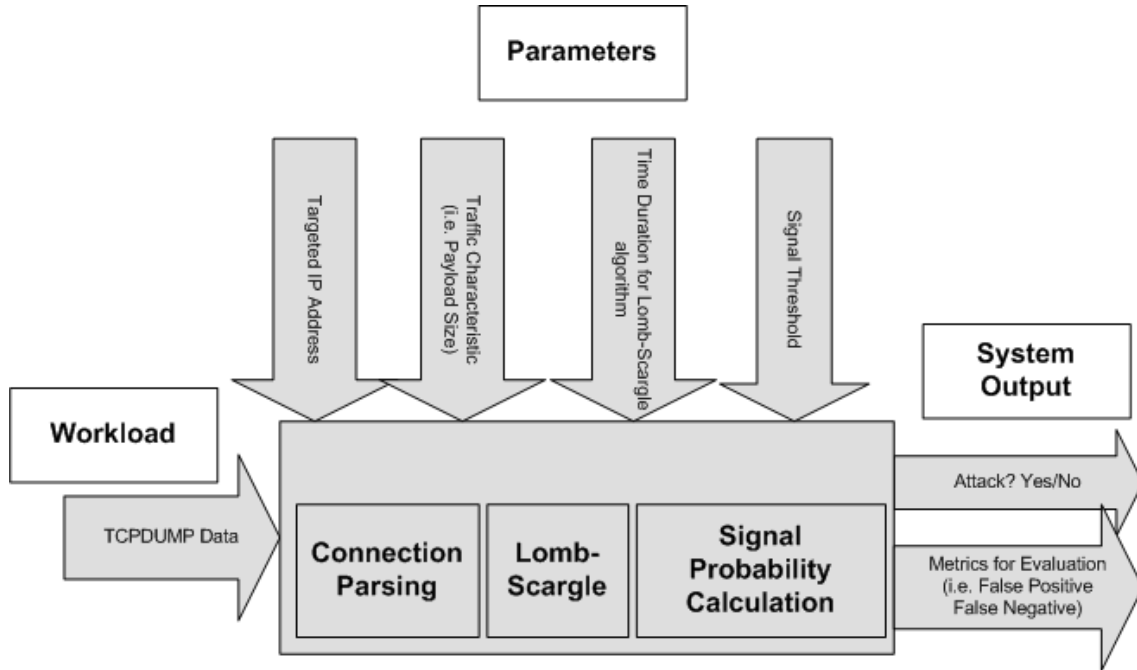 Parameters
Targeted IP Address
Traffic Characteristic
(i.e. Payload Size)
Time Duration for Lomb-Scargle
algorithm
Signal Threshold
System
Output
Workload
TCPDUMP Data
Connection
Parsing
Lomb-
Scargle
Signal
Probability
Calculation
Attack? Yes/No
Metrics for Evaluation
(i.e. False Positive
False Negative)